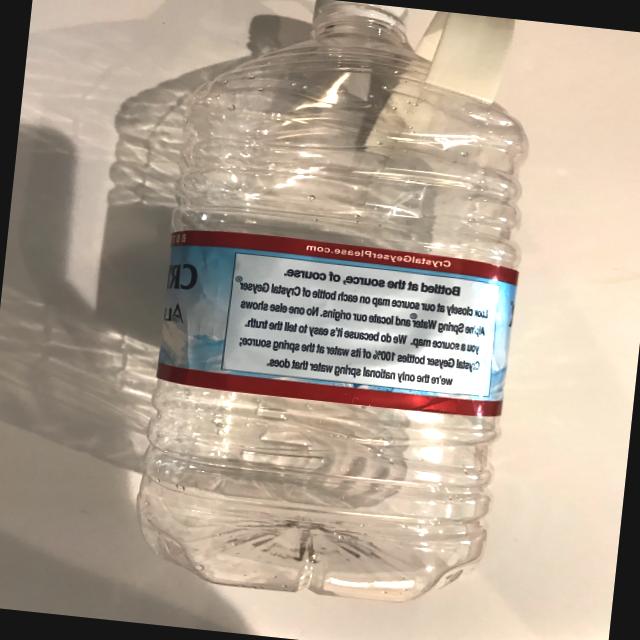 CrystalGeyserPlease.com
Bottled at the source, of course.
Look closely at our source map on each bottle of Crystal Geyser®
Alpine Spring Water® and locate our origins. No one else shows
you a source map. We do because it's easy to tell the truth.
Crystal Geyser bottles 100% of its water at the spring source;
we're the only national spring water that does.